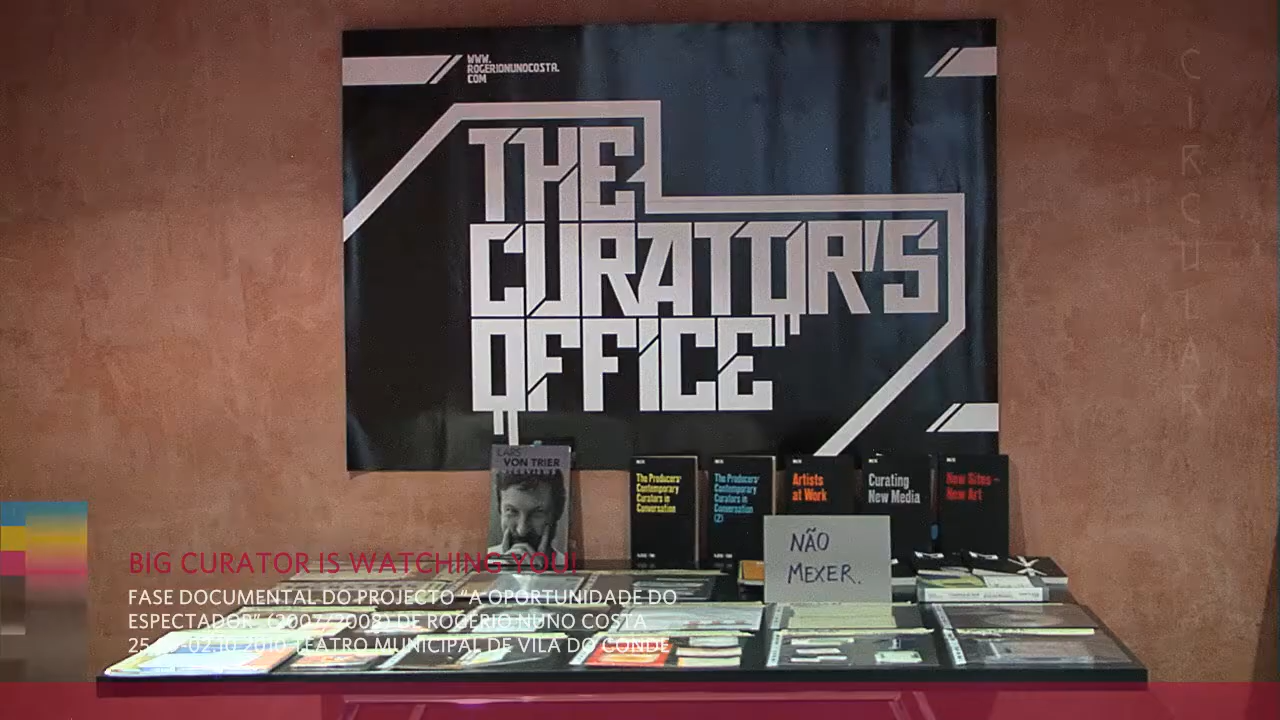 WWW.
ROGERIONUNOCOSTA.
COM
THE
CURATOR'S
OFFICE"
CIRCULAR
LARS
VON TRIER
The Producers:
Contemporary
Curators in
Conversation
The Producers:
Contemporary
Curators in
Conversation
(2)
Artists
at Work
Curating
New Media
New Sites –
New Art
NÃO
MEXER.
BIG CURATOR IS WATCHING YOU!
FASE DOCUMENTAL DO PROJECTO “A OPORTUNIDADE DO
ESPECTADOR” (2007/2008) DE ROGÉRIO NUNO COSTA
-02.10.2010 TEATRO MUNICIPAL DE VILA DO CONDE